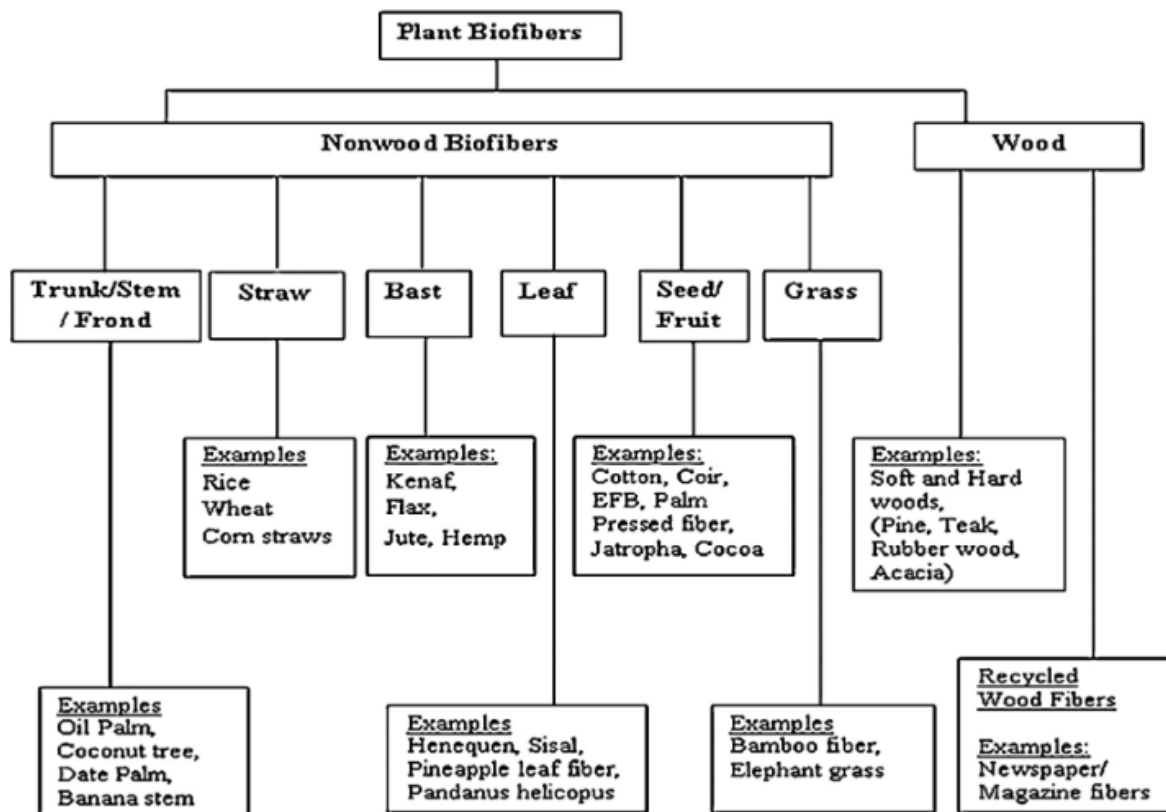 Plant Biofibers
Nonwood Biofibers
Wood
Trunk/Stem
/ Frond
Straw
Bast
Leaf
Seed/
Fruit
Grass
Examples
Rice
Wheat
Corn straws
Examples:
Kenaf,
Flax,
Jute, Hemp
Examples:
Cotton, Coir,
EFB, Palm
Pressed fiber,
Jatropha, Cocoa
Examples:
Soft and Hard
woods,
(Pine, Teak,
Rubber wood,
Acacia)
Examples
Oil Palm,
Coconut tree,
Date Palm,
Banana stem
Examples
Henequen, Sisal,
Pineapple leaf fiber,
Pandanus helicopus
Examples
Bamboo fiber,
Elephant grass
Recycled
Wood Fibers
Examples:
Newspaper/
Magazine fibers